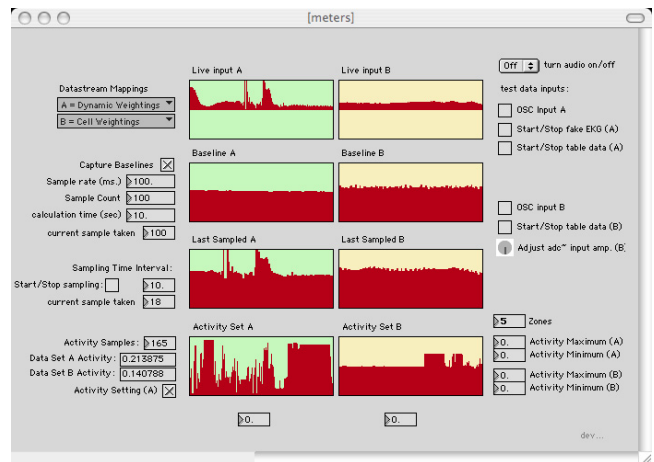 [meters]
Off turn audio on/off
Live input A
Live input B
Datastream Mappings
A = Dynamic Weightings
B = Cell Weightings
test data inputs:
OSC Input A
Start/Stop fake EKG (A)
Start/Stop table data (A)
Baseline A
Baseline B
Capture Baselines
Sample rate (ms.) 100.
Sample Count 100
calculation time (sec) 10.
current sample taken 100
OSC input B
Start/Stop table data (B)
Adjust adc~ input amp. (B)
Last Sampled A
Last Sampled B
Sampling Time Interval:
Start/Stop sampling: 10.
current sample taken 18
Activity Set A
Activity Set B
5 Zones
Activity Samples: 165
Data Set A Activity: 0.213875
Data Set B Activity: 0.140788
Activity Setting (A)
0. Activity Maximum (A)
0. Activity Minimum (A)
0. Activity Maximum (B)
0. Activity Minimum (B)
0.
0.
dev...